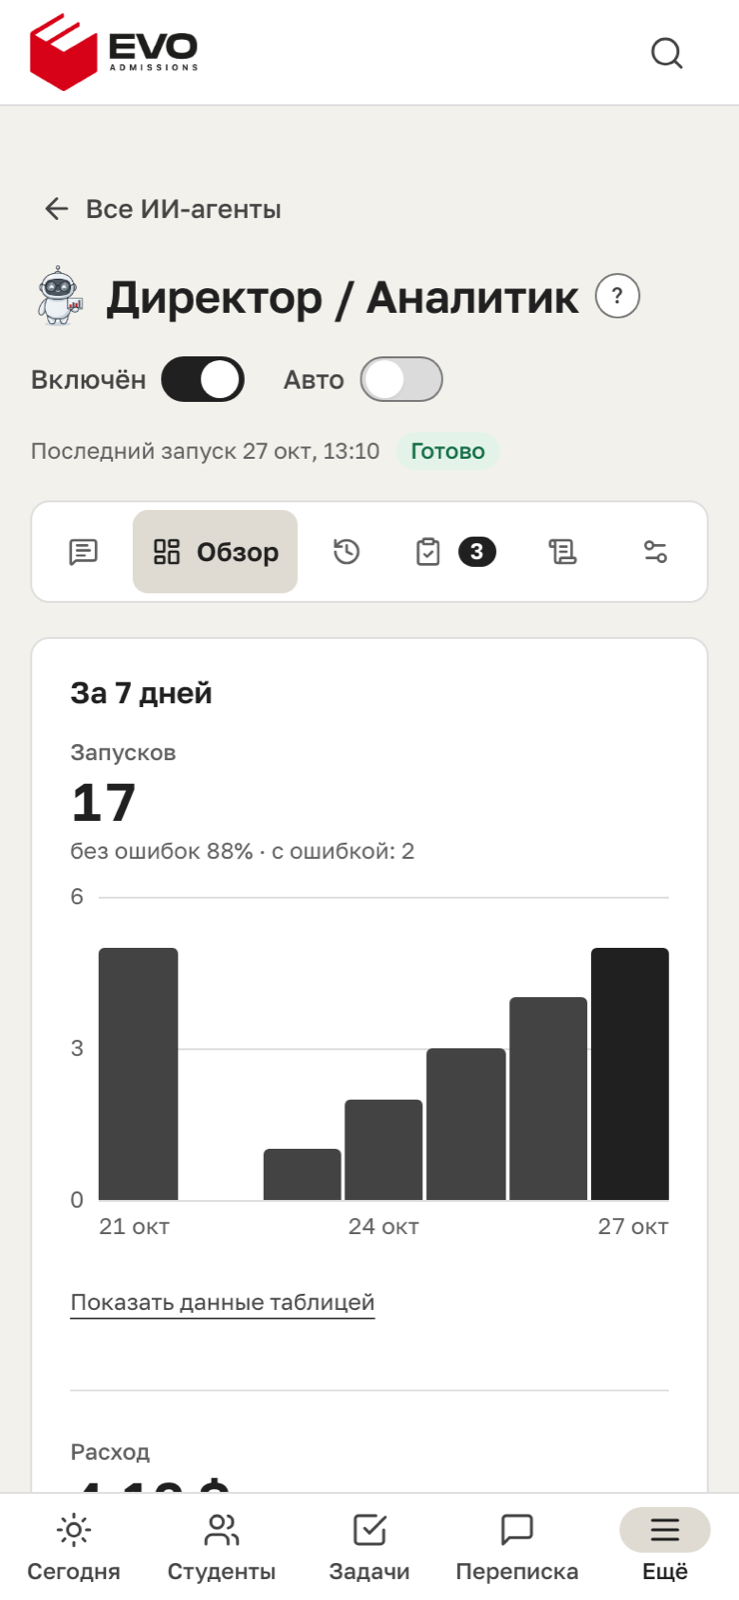 EVO
ADMISSIONS
Все ИИ-агенты
Директор / Аналитик ?
Включён Авто
Последний запуск 27 окт, 13:10 Готово
Обзор 3
За 7 дней
Запусков
17
без ошибок 88% · с ошибкой: 2
6
3
0
21 окт 24 окт 27 окт
Показать данные таблицей
Расход
Сегодня Студенты Задачи Переписка Ещё